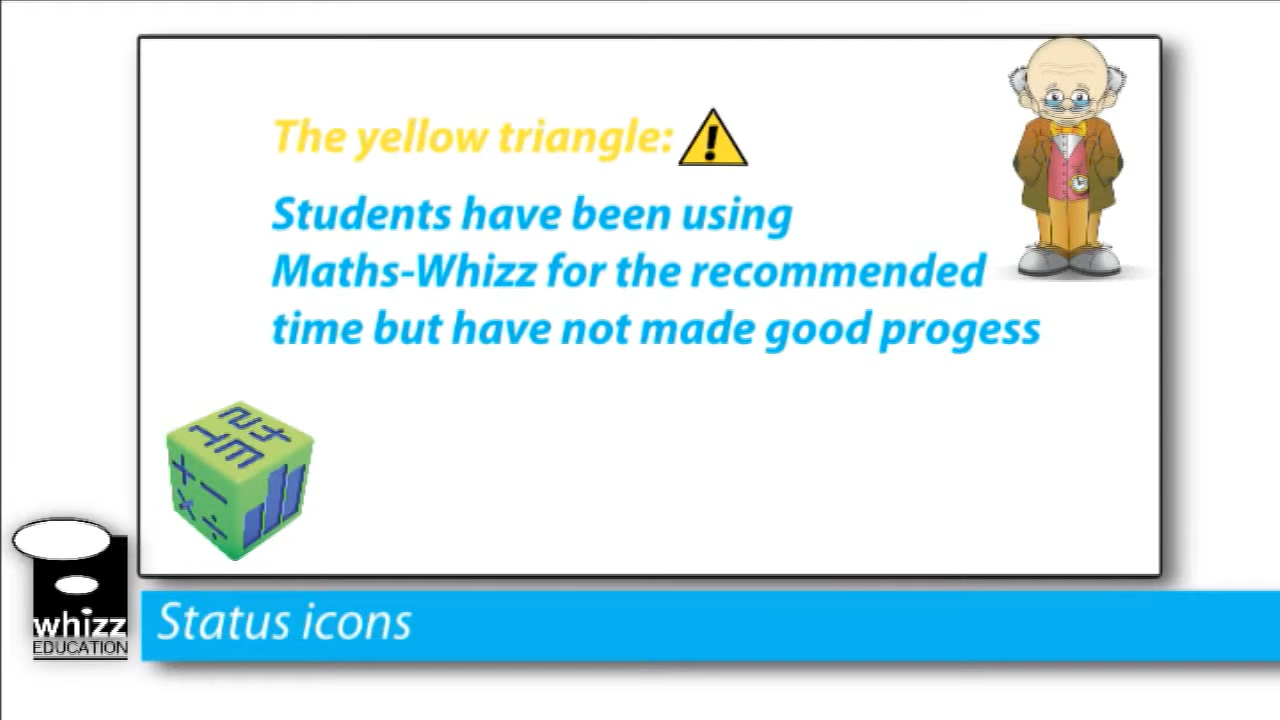 The yellow triangle:
Students have been using
Maths-Whizz for the recommended
time but have not made good progess
whizz
EDUCATION
Status icons